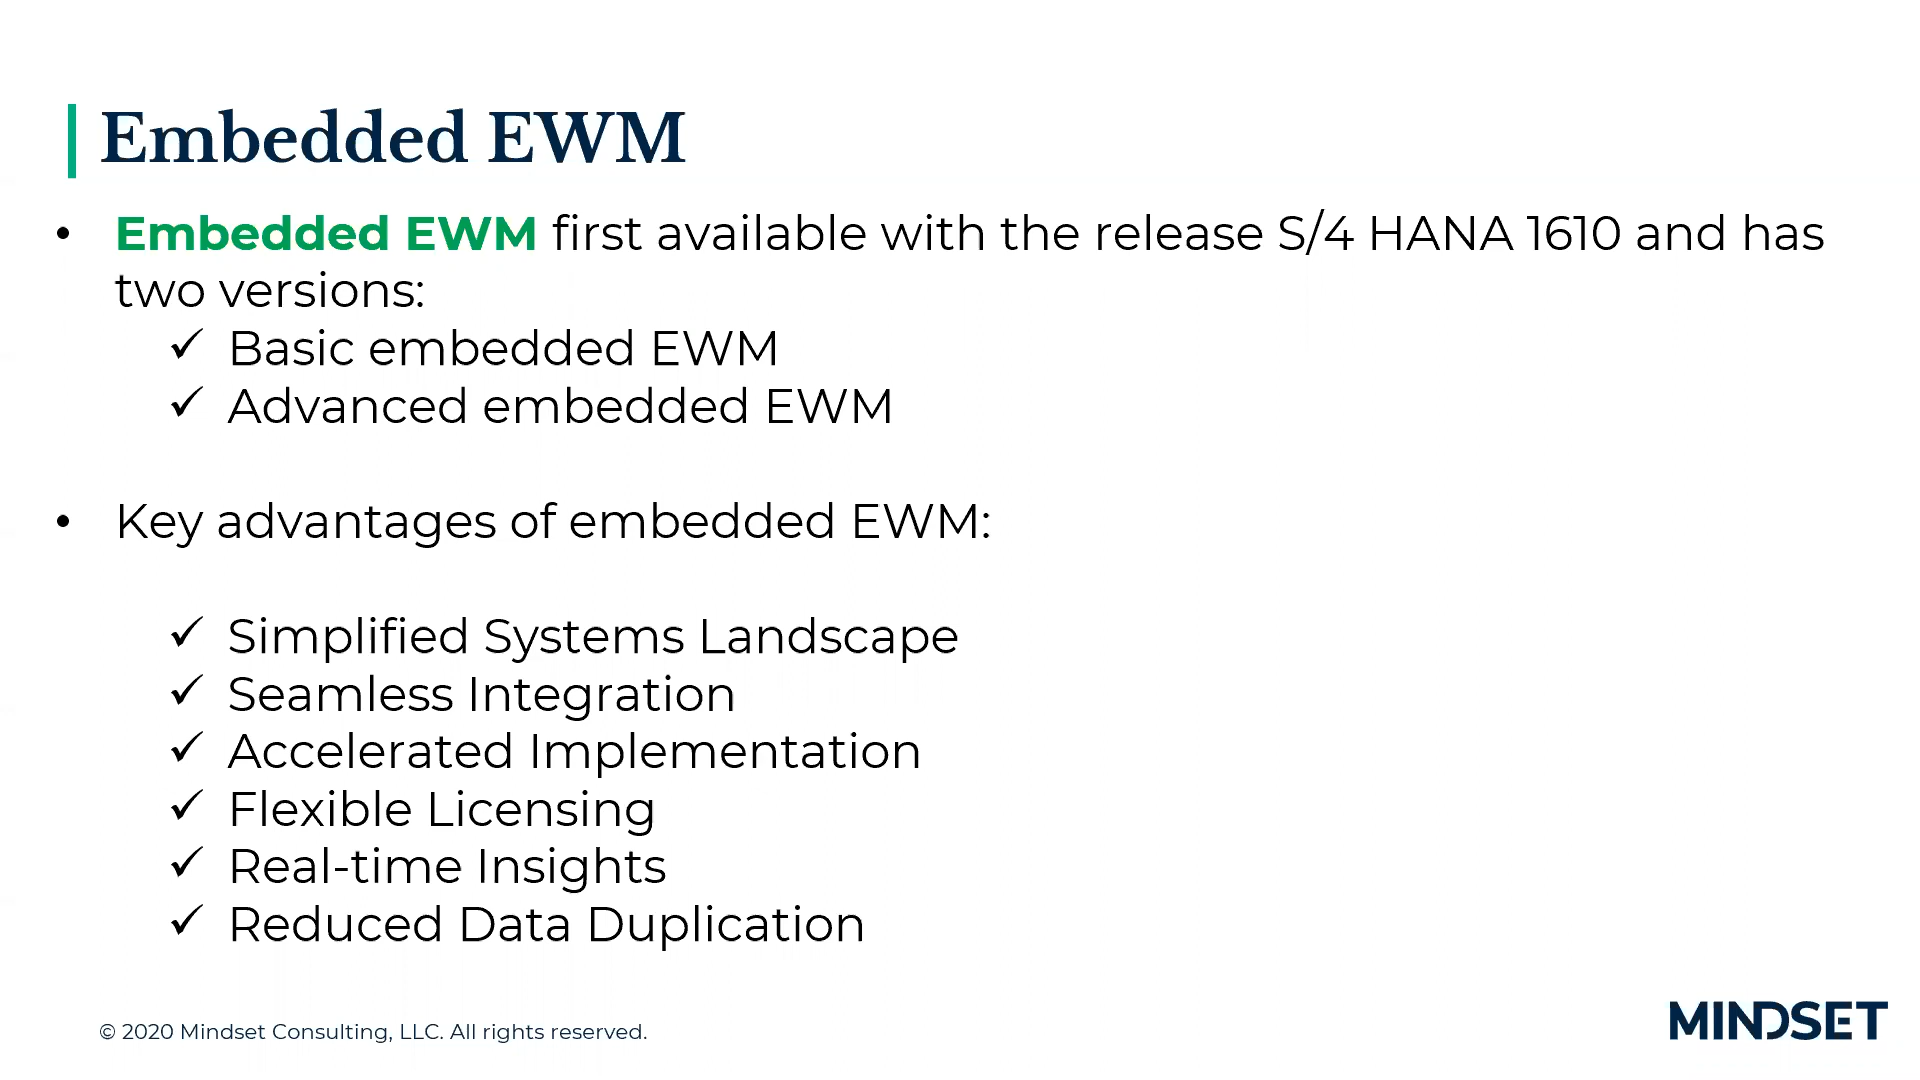 Embedded EWM
• Embedded EWM first available with the release S/4 HANA 1610 and has
two versions:
✓ Basic embedded EWM
✓ Advanced embedded EWM
• Key advantages of embedded EWM:
✓ Simplified Systems Landscape
✓ Seamless Integration
✓ Accelerated Implementation
✓ Flexible Licensing
✓ Real-time Insights
✓ Reduced Data Duplication
© 2020 Mindset Consulting, LLC. All rights reserved.
MINDSET